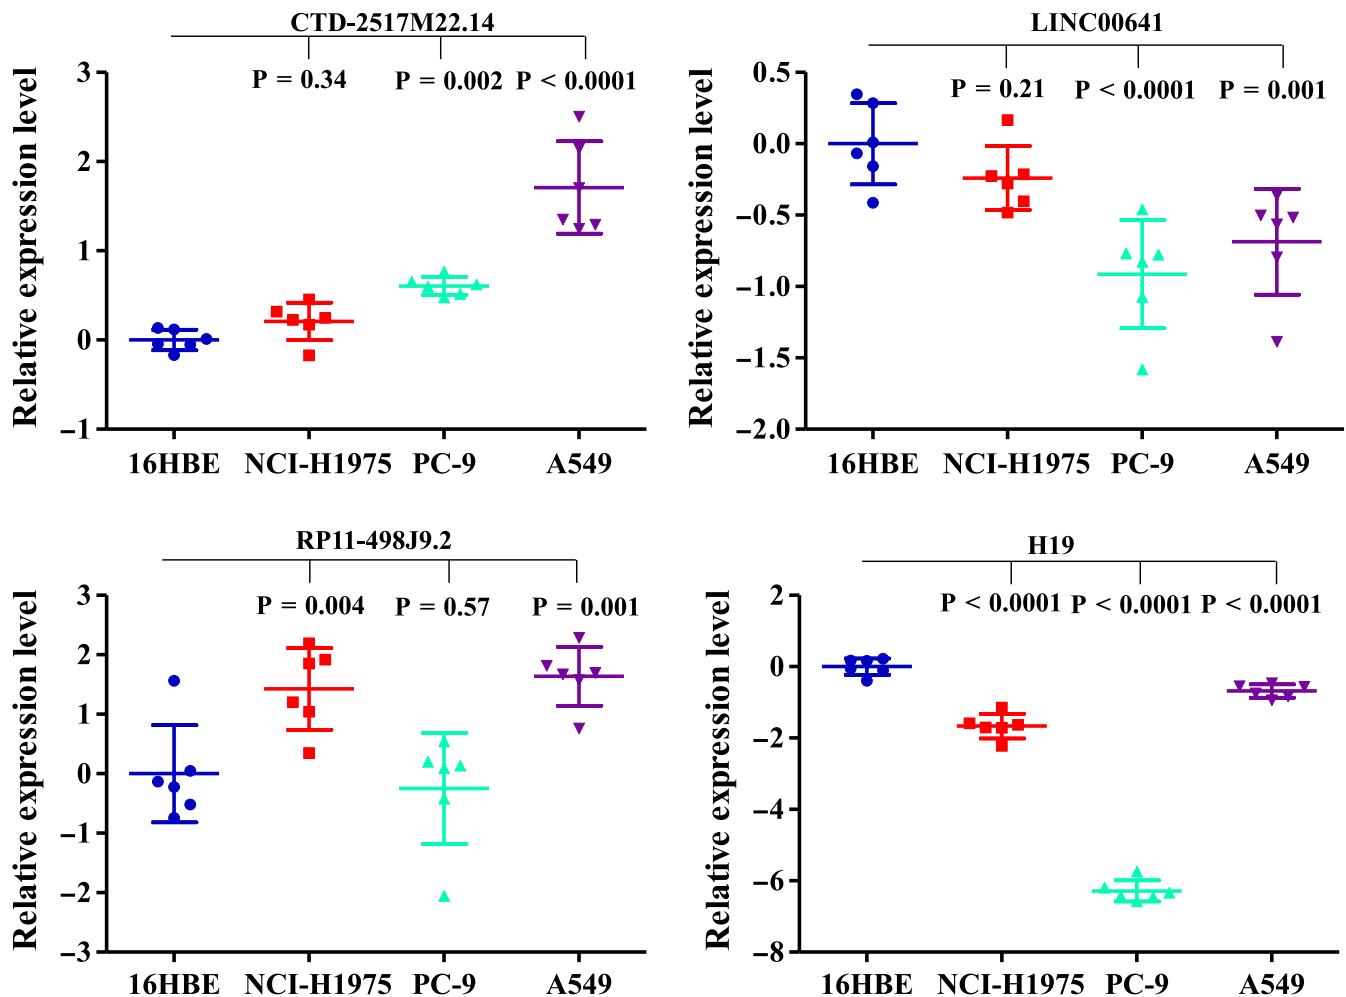 CTD-2517M22.14
P = 0.34 P = 0.002 P < 0.0001
Relative expression level
3
2
1
0
−1
16HBE NCI-H1975 PC-9 A549
LINC00641
P = 0.21 P < 0.0001 P = 0.001
Relative expression level
0.5
0.0
−0.5
−1.0
−1.5
−2.0
16HBE NCI-H1975 PC-9 A549
RP11-498J9.2
P = 0.004 P = 0.57 P = 0.001
Relative expression level
3
2
1
0
−1
−2
−3
16HBE NCI-H1975 PC-9 A549
H19
P < 0.0001 P < 0.0001 P < 0.0001
Relative expression level
2
0
−2
−4
−6
−8
16HBE NCI-H1975 PC-9 A549